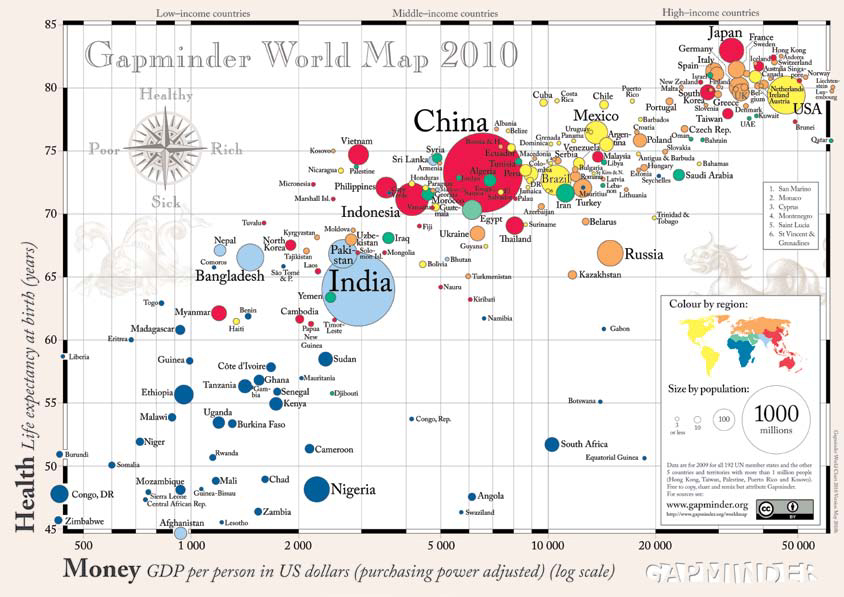 Low–income countries
Middle–income countries
High–income countries
Gapminder World Map 2010
Healthy
Poor
Rich
Sick
85
80
75
70
65
60
55
50
45
Health Life expectancy at birth (years)
Japan
France
Sweden
Germany
Italy
Spain
Israel
Hong Kong
Andorra
Switzerland
Australia
Singapore
Canada
Norway
Liechtenstein
Luxembourg
New Zealand
Malta
South
Korea
Greece
UK
Belgium
Netherlands
Ireland
Austria
USA
Denmark
Kuwait
UAE
Taiwan
Brunei
Qatar
Portugal
Puerto
Rico
Chile
Cuba
Costa
Rica
Mexico
China
Albania
Belize
Uruguay
Panama
Dominica
Argentina
Barbados
Croatia
Czech Rep.
Poland
Bahrain
Slovakia
Venezuela
Bosnia & H.
Ecuador
Macedonia
Serbia
Bulgaria
Malaysia
Antigua & Barbuda
Libya
Estonia
Bahamas
Seychelles
Saudi Arabia
Vietnam
Kosovo
Palestine
Nicaragua
Syria
Sri Lanka
Armenia
Tunisia
Algeria
Peru
Jordan
Brazil
Jamaica
DR
St Kitts & N.
Latvia
Lebanon
Lithuania
Honduras
Paraguay
Micronesia
Philippines
Marshall Isl.
Indonesia
Georgia
Guatemala
Morocco
Egypt
Palau
Iran
Turkey
Azerbaijan
Suriname
Belarus
Trinidad &
Tobago
Tuvalu
Fiji
Moldova
Kyrgyzstan
Uzbekistan
Iraq
Ukraine
Guyana
Thailand
Russia
Nepal
North
Korea
Comoros
Bangladesh
Tajikistan
Laos
São Tomé
& P.
Pakistan
Solomon Isl.
Mongolia
Bolivia
Bhutan
Turkmenistan
Kazakhstan
India
Yemen
Nauru
Kiribati
Namibia
Gabon
Togo
Myanmar
Benin
Haiti
Cambodia
Papua
New
Guinea
Timor-
Leste
Madagascar
Eritrea
Liberia
Guinea
Côte d'Ivoire
Sudan
Ghana
Tanzania
Gambia
Mauritania
Senegal
Djibouti
Ethiopia
Kenya
Malawi
Uganda
Burkina Faso
Congo, Rep.
Botswana
Niger
Cameroon
South Africa
Equatorial Guinea
Burundi
Somalia
Rwanda
Mozambique
Mali
Chad
Congo, DR
Sierra Leone
Guinea-Bissau
Central African Rep.
Nigeria
Angola
Zambia
Swaziland
Zimbabwe
Afghanistan
Lesotho
1. San Marino
2. Monaco
3. Cyprus
4. Montenegro
5. Saint Lucia
6. St Vincent &
Grenadines
Colour by region:
Size by population:
3
or less
10
100
1000
millions
Data are for 2009 for all 192 UN member states and the other
5 countries and territories with more than 1 million people
(Hong Kong, Taiwan, Palestine, Puerto Rico and Kosovo).
Free to copy, share and remix but attribute Gapminder.
For sources see:
www.gapminder.org
http://www.gapminder.org/worldmap
cc
BY
500
1 000
2 000
5 000
10 000
20 000
50 000
Money GDP per person in US dollars (purchasing power adjusted) (log scale)
GAPMINDER